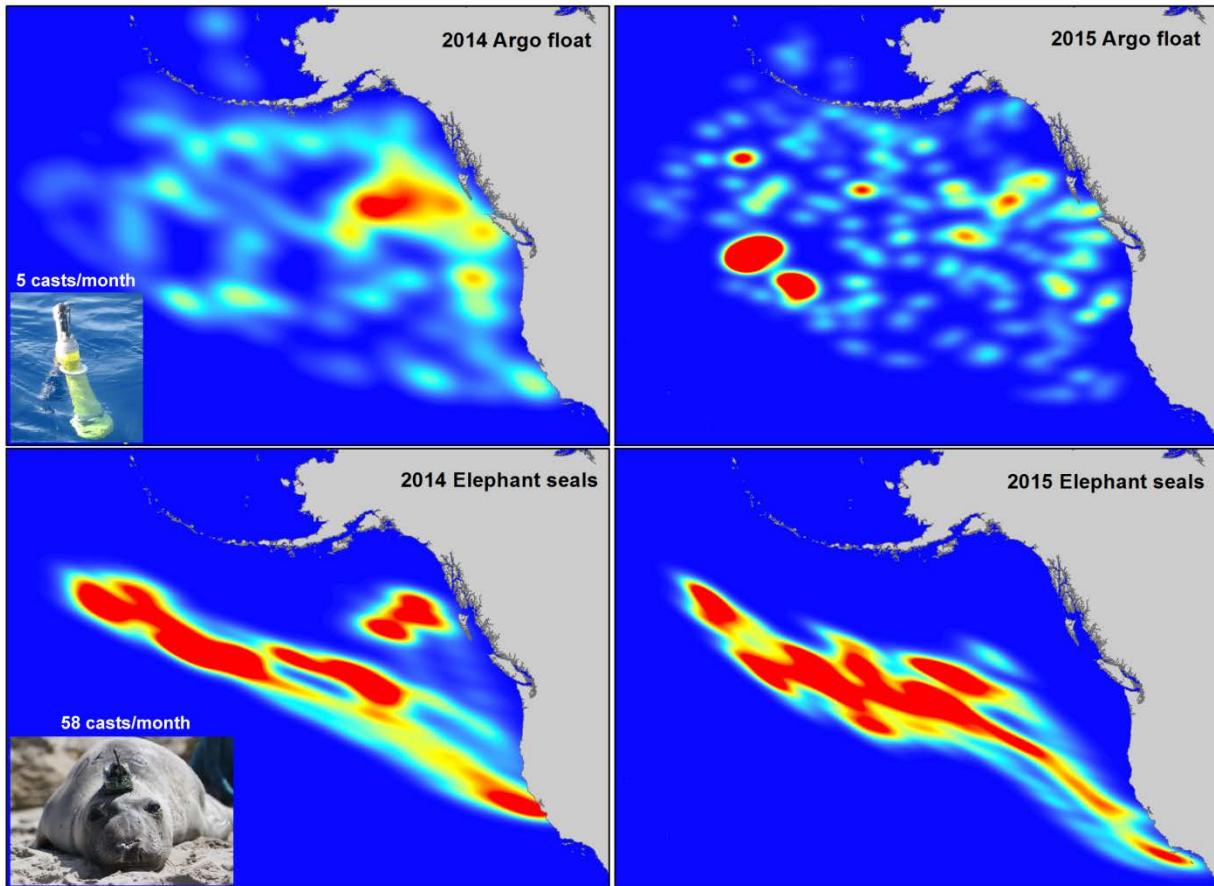 2014 Argo float
2015 Argo float
5 casts/month
2014 Elephant seals
2015 Elephant seals
58 casts/month